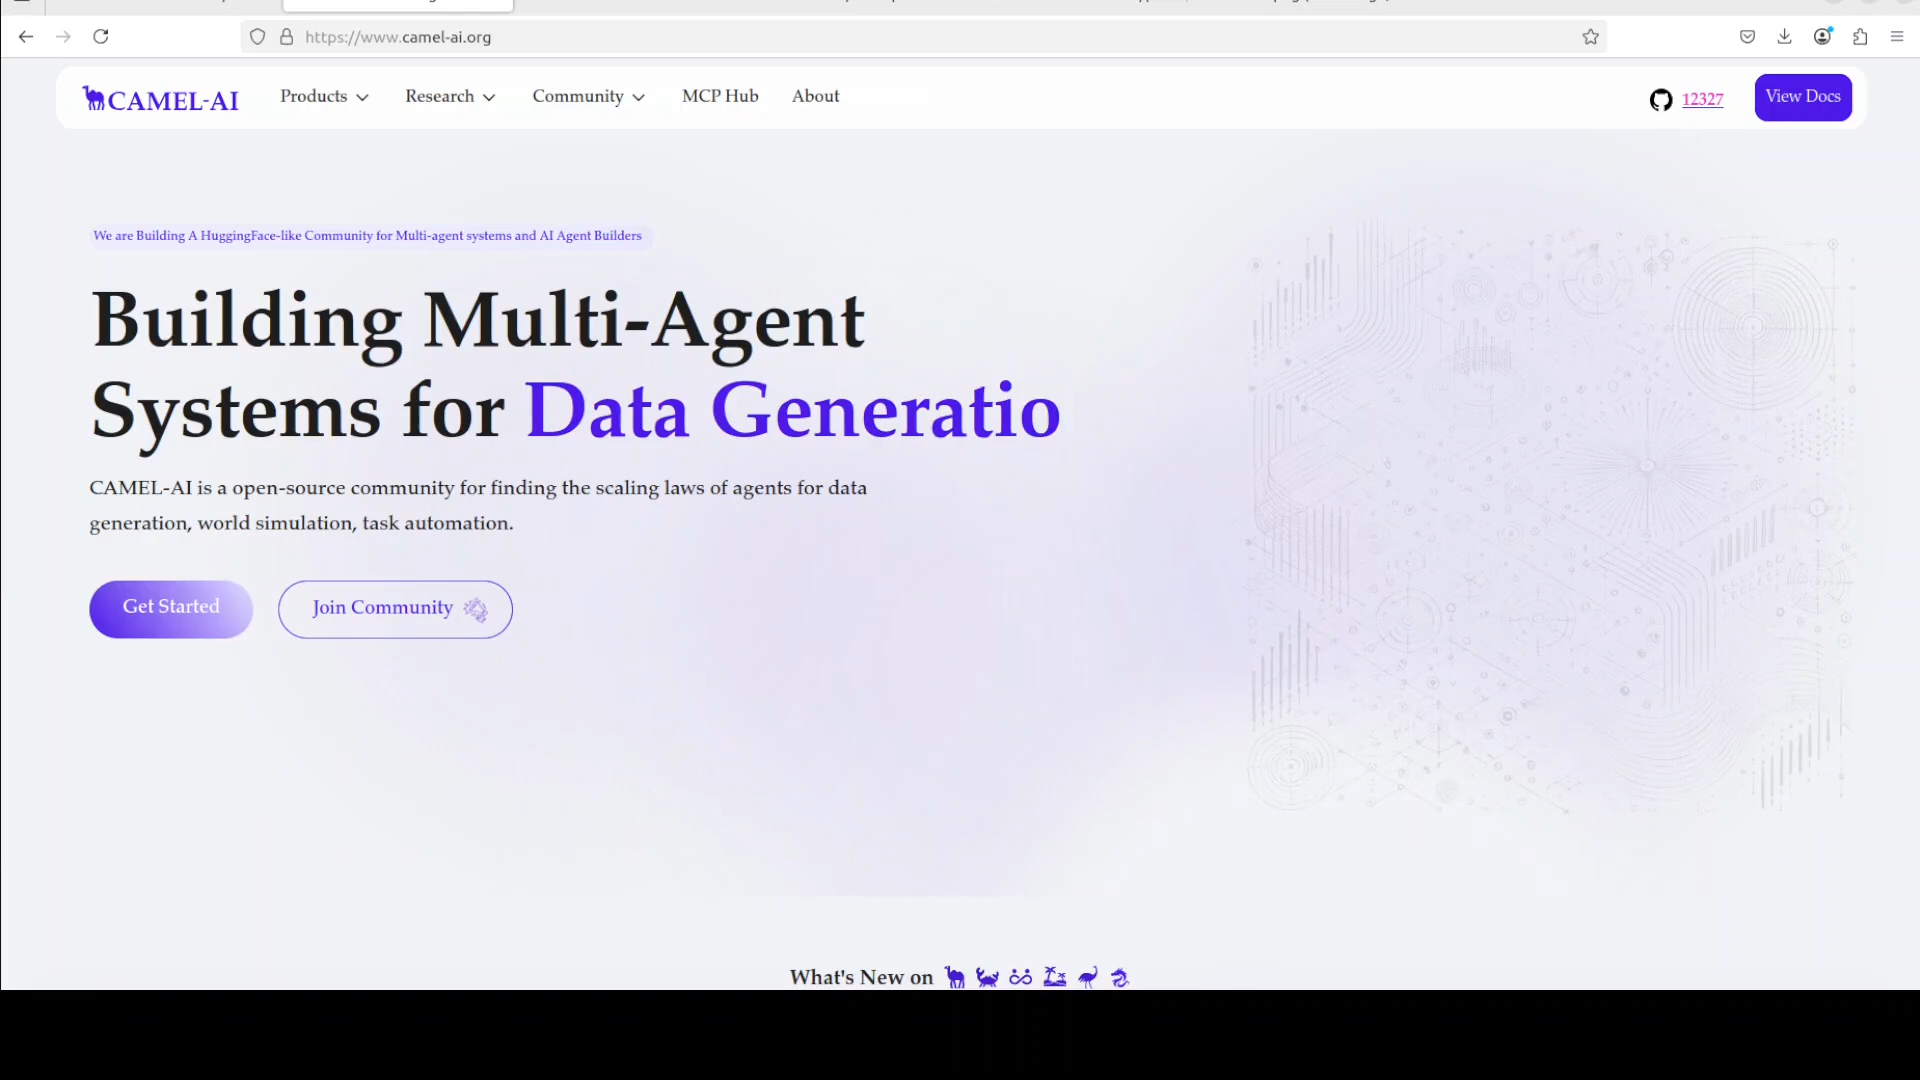 https://www.camel-ai.org
CAMEL-AI
Products
Research
Community
MCP Hub
About
12327
View Docs
We are Building A HuggingFace-like Community for Multi-agent systems and AI Agent Builders
Building Multi-Agent
Systems for Data Generatio
CAMEL-AI is a open-source community for finding the scaling laws of agents for data
generation, world simulation, task automation.
Get Started
Join Community
What's New on